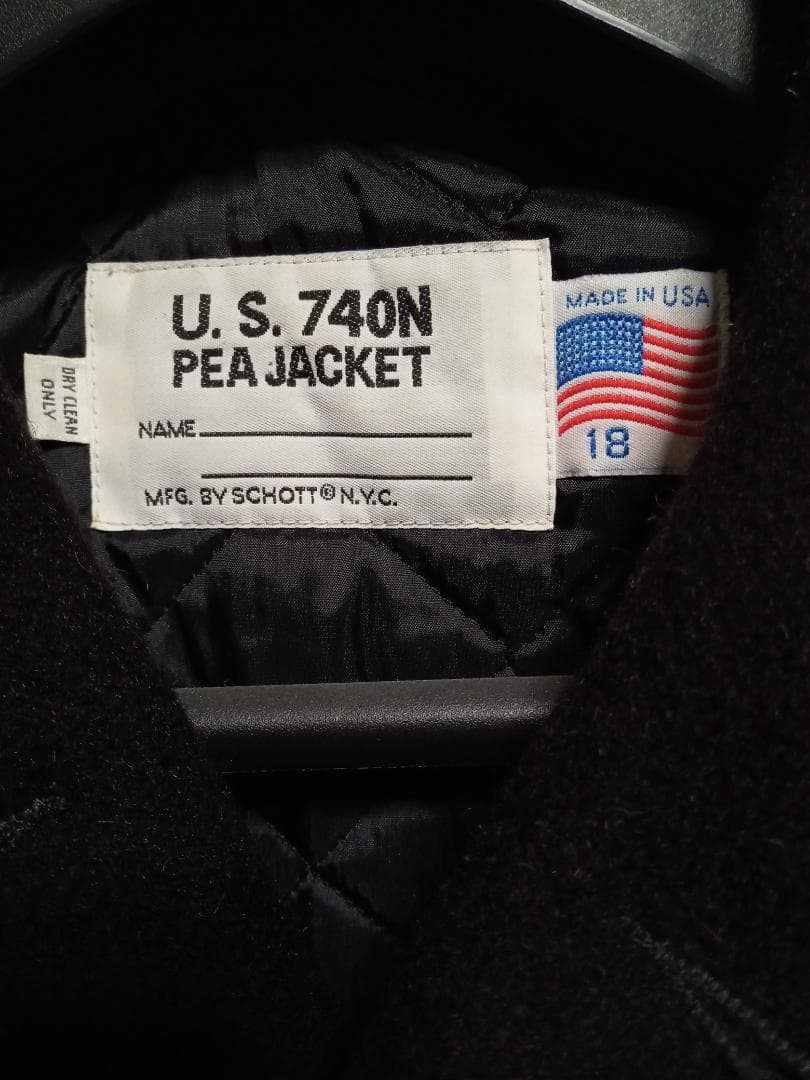 U. S. 740N
PEA JACKET
NAME
MFG. BY SCHOTT® N.Y.C.
DRY CLEAN
ONLY
MADE IN USA
18